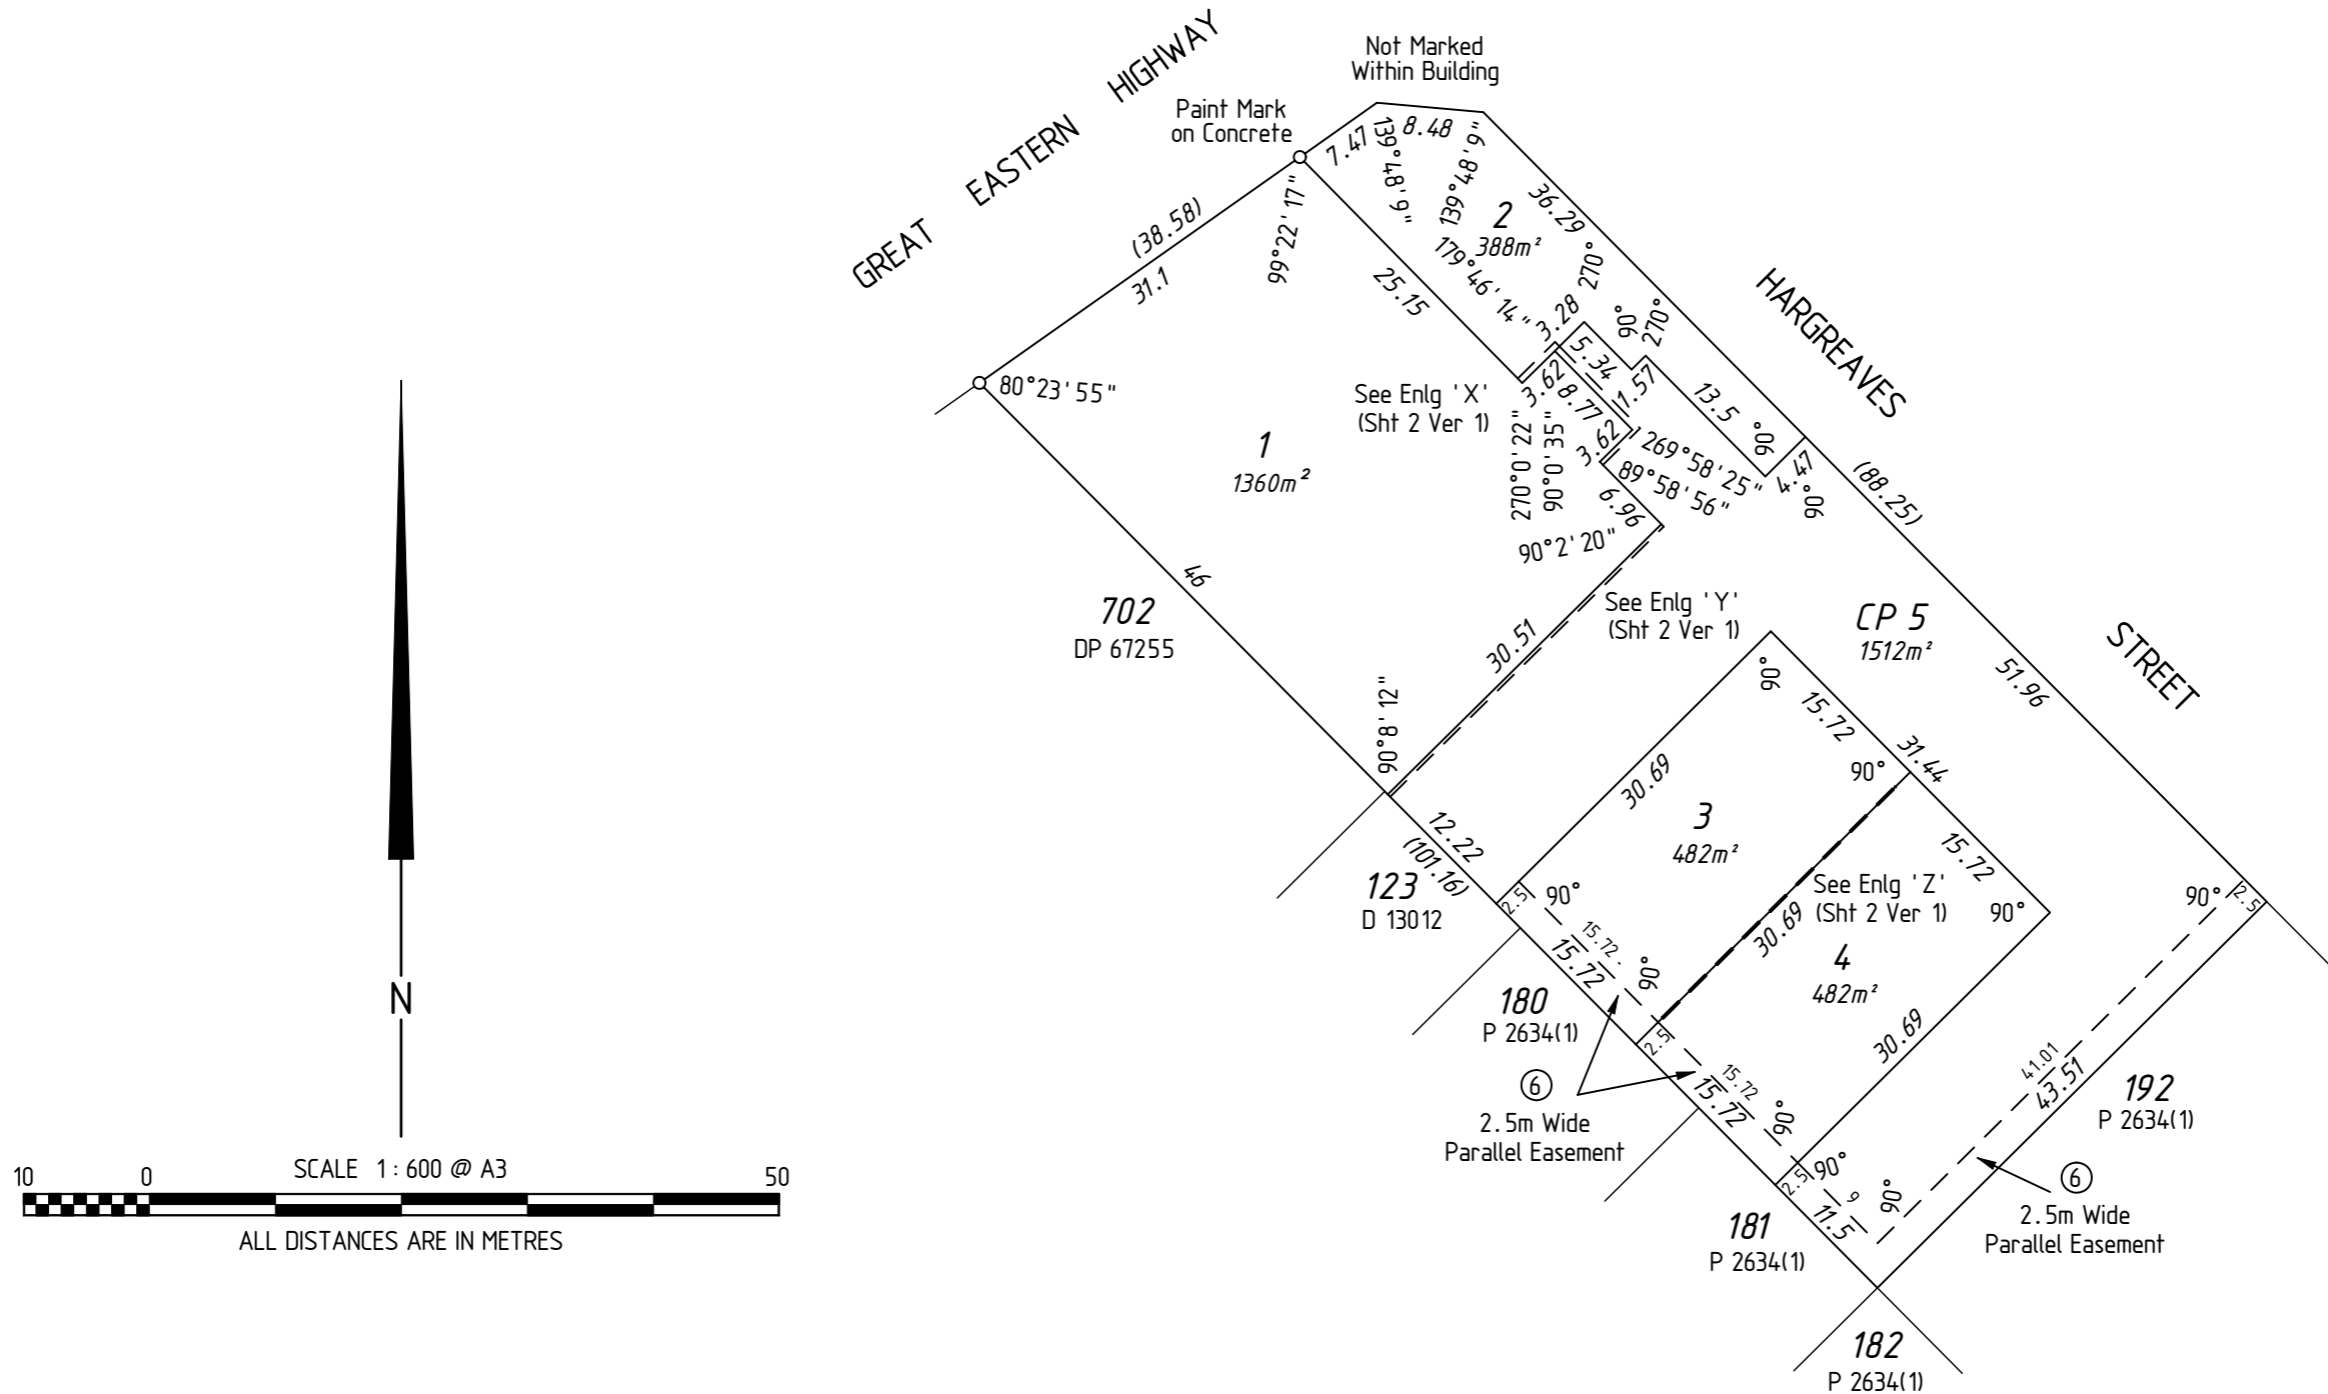 GREAT EASTERN HIGHWAY
Not Marked
Within Building
Paint Mark
on Concrete
7.47
139°48'9"
8.48
139°48'9"
2
388m²
36.29
(38.58)
31.1
99°22'17"
25.15
179°46'14"
270°
3.28
90°
270°
HARGREAVES
STREET
80°23'55"
See Enlg 'X'
(Sht 2 Ver 1)
5.34
1.57
13.5
90°
3.62
8.77
3.62
270°0'22"
90°0'35"
269°58'25"
89°58'56"
4.47
90°
(88.25)
1
1360m²
6.96
90°2'20"
46
702
DP 67255
See Enlg 'Y'
(Sht 2 Ver 1)
CP 5
1512m²
51.96
30.51
90°
15.72
90°8'12"
31.44
90°
30.69
3
482m²
12.22
(101.16)
123
D 13012
15.72
See Enlg 'Z'
(Sht 2 Ver 1)
90°
90°
2.5
2.5
90°
30.69
15.72
15.72
90°
4
482m²
180
P 2634(1)
2.5
30.69
6
2.5m Wide
Parallel Easement
15.72
15.72
90°
41.01
43.51
192
P 2634(1)
90°
2.5
9
11.5
90°
6
2.5m Wide
Parallel Easement
181
P 2634(1)
182
P 2634(1)
N
10 0 SCALE 1 : 600 @ A3 50
ALL DISTANCES ARE IN METRES